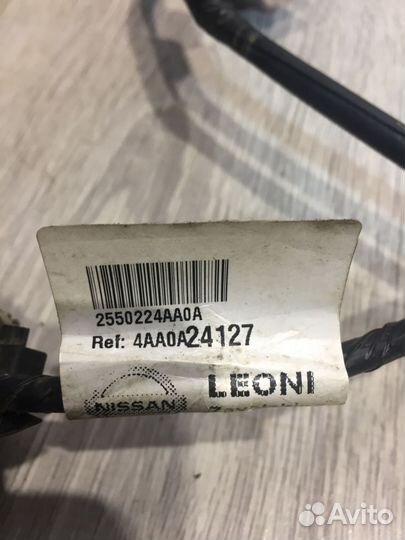 2550224AA0A
Ref: 4AA0A24127
LEONI
NISSAN
Avito